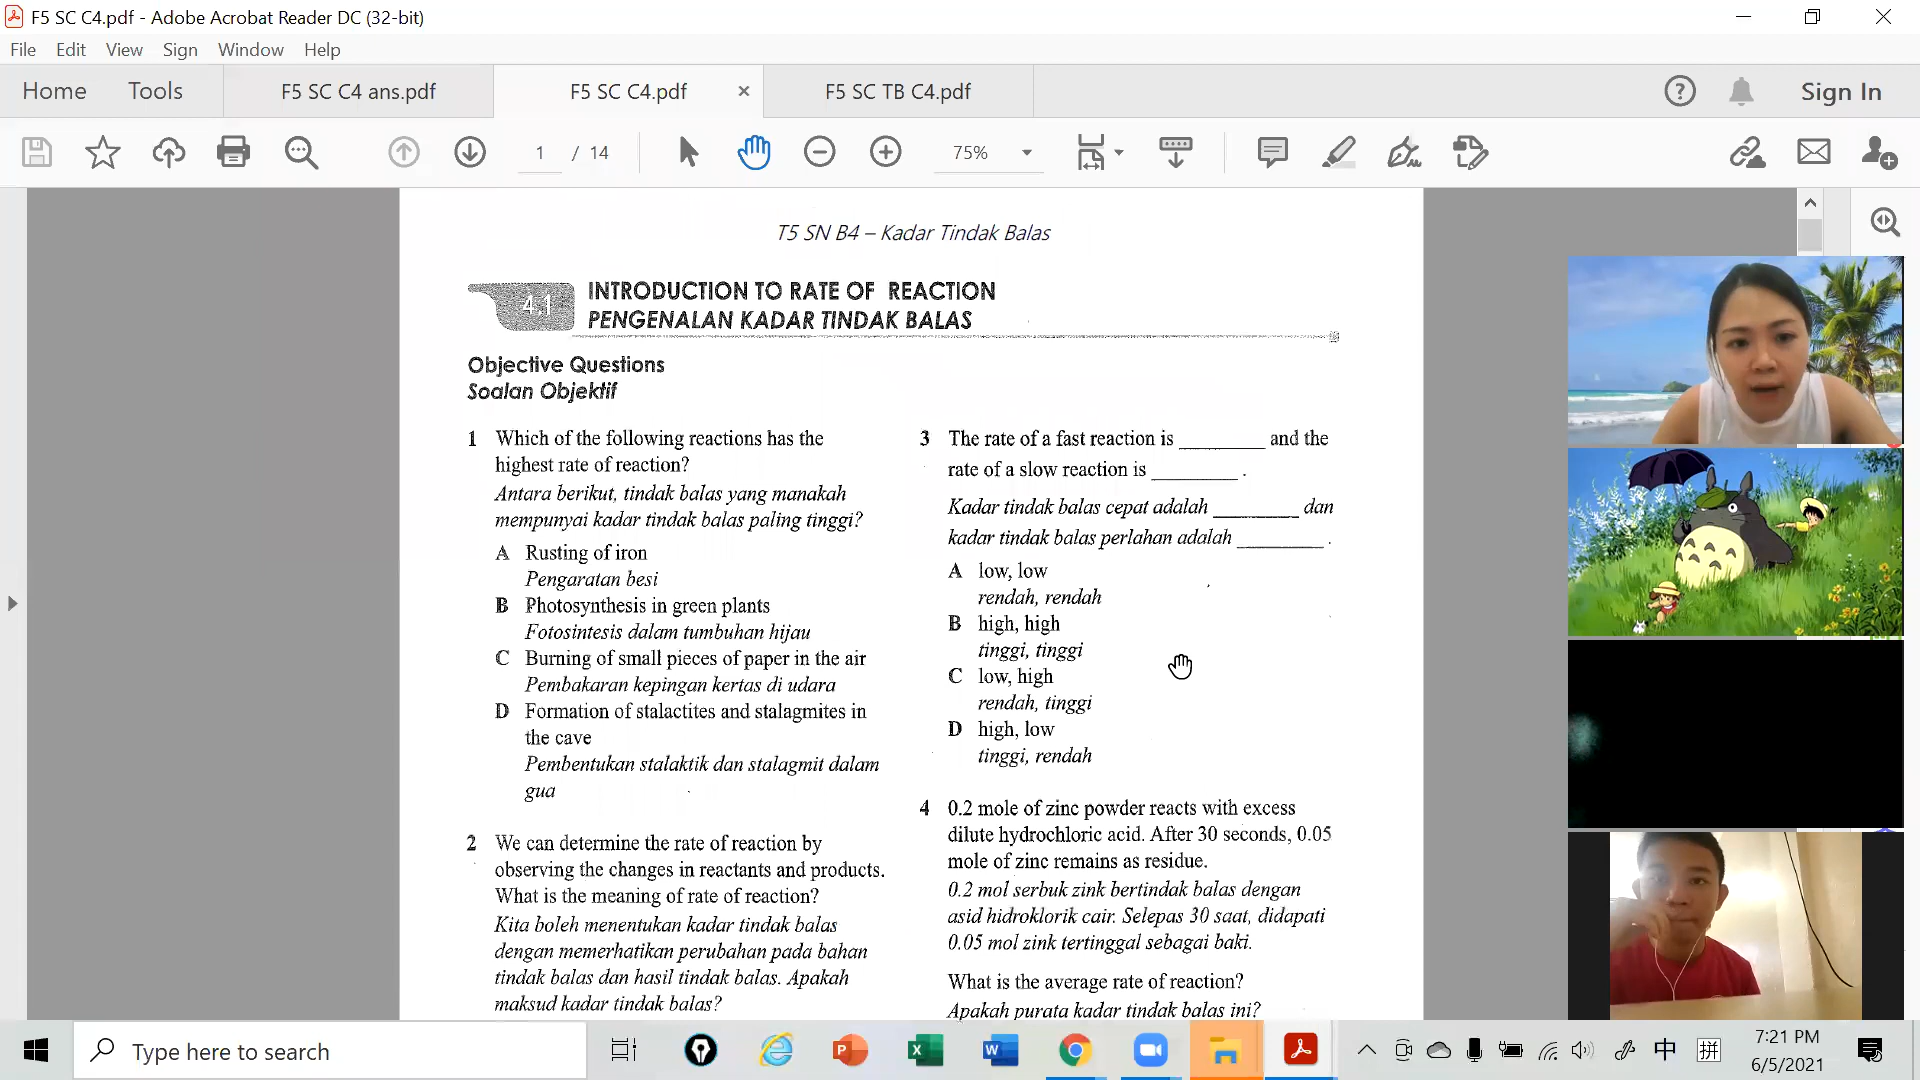 F5 SC C4.pdf - Adobe Acrobat Reader DC (32-bit)
File Edit View Sign Window Help
Home Tools F5 SC C4 ans.pdf F5 SC C4.pdf × F5 SC TB C4.pdf Sign In
1 / 14 75%
T5 SN B4 – Kadar Tindak Balas
4.1 INTRODUCTION TO RATE OF REACTION
PENGENALAN KADAR TINDAK BALAS
Objective Questions
Soalan Objektif
1 Which of the following reactions has the
highest rate of reaction?
Antara berikut, tindak balas yang manakah
mempunyai kadar tindak balas paling tinggi?
A Rusting of iron
Pengaratan besi
B Photosynthesis in green plants
Fotosintesis dalam tumbuhan hijau
C Burning of small pieces of paper in the air
Pembakaran kepingan kertas di udara
D Formation of stalactites and stalagmites in
the cave
Pembentukan stalaktik dan stalagmit dalam
gua
2 We can determine the rate of reaction by
observing the changes in reactants and products.
What is the meaning of rate of reaction?
Kita boleh menentukan kadar tindak balas
dengan memerhatikan perubahan pada bahan
tindak balas dan hasil tindak balas. Apakah
maksud kadar tindak balas?
3 The rate of a fast reaction is ________ and the
rate of a slow reaction is ________ .
Kadar tindak balas cepat adalah ________ dan
kadar tindak balas perlahan adalah ________ .
A low, low
rendah, rendah
B high, high
tinggi, tinggi
C low, high
rendah, tinggi
D high, low
tinggi, rendah
4 0.2 mole of zinc powder reacts with excess
dilute hydrochloric acid. After 30 seconds, 0.05
mole of zinc remains as residue.
0.2 mol serbuk zink bertindak balas dengan
asid hidroklorik cair. Selepas 30 saat, didapati
0.05 mol zink tertinggal sebagai baki.
What is the average rate of reaction?
Apakah purata kadar tindak balas ini?
Type here to search
中 拼
7:21 PM
6/5/2021